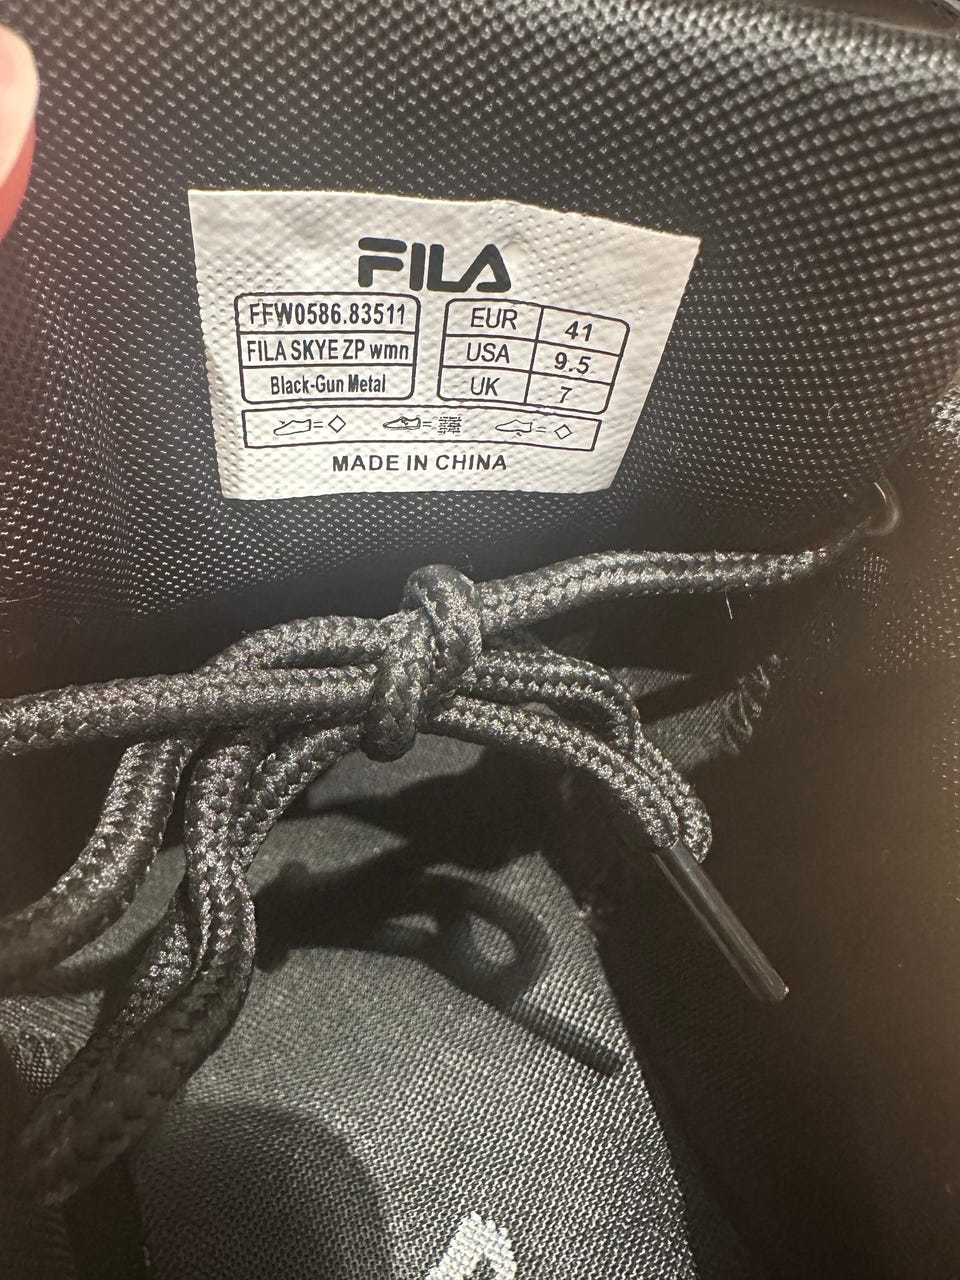 FILA
FFW0586.83511
FILA SKYE ZP wmn
Black-Gun Metal
EUR 41
USA 9.5
UK 7
MADE IN CHINA